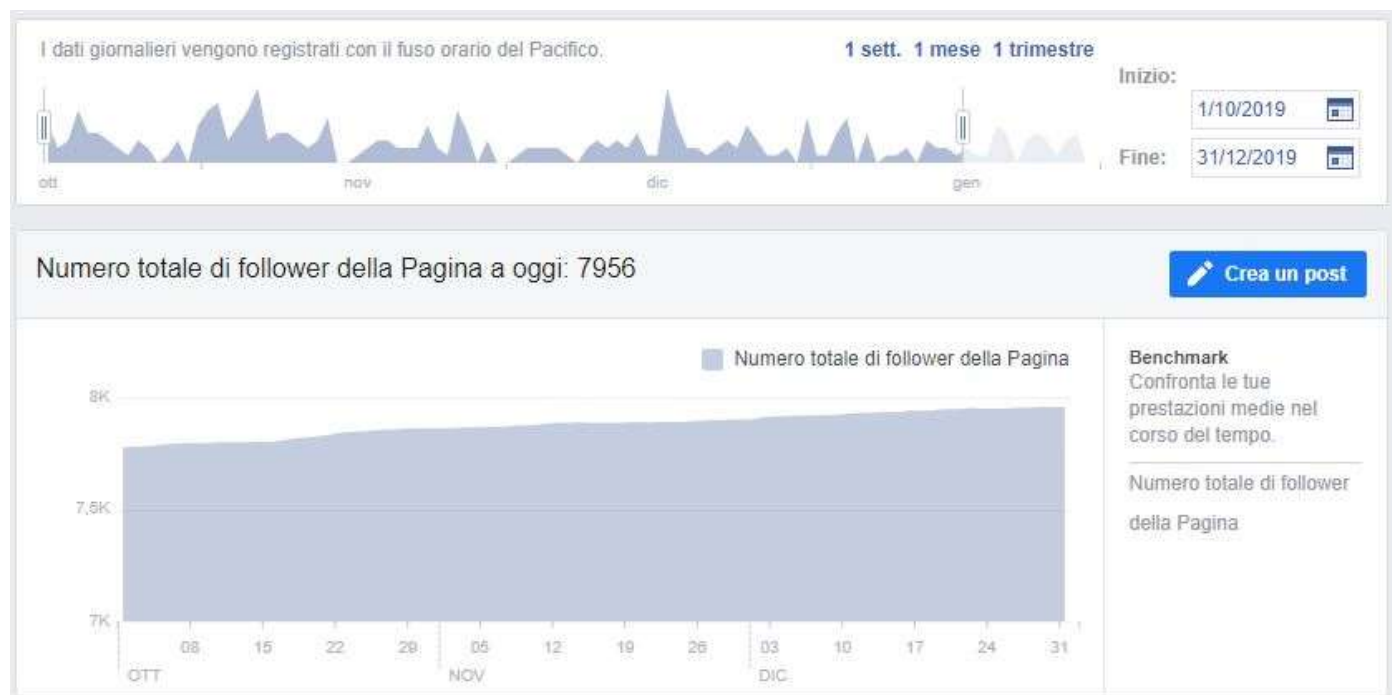 I dati giornalieri vengono registrati con il fuso orario del Pacifico.
1 sett. 1 mese 1 trimestre
Inizio:
1/10/2019
Fine:
31/12/2019
ott
nov
dic
gen
Numero totale di follower della Pagina a oggi: 7956
Crea un post
Numero totale di follower della Pagina
8K
7,5K
7K
08 15 22 29 05 12 19 26 03 10 17 24 31
OTT NOV DIC
Benchmark
Confronta le tue
prestazioni medie nel
corso del tempo.
Numero totale di follower
della Pagina